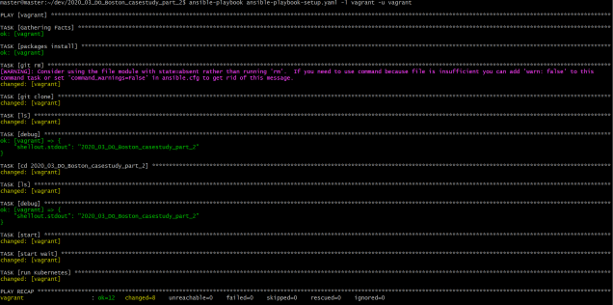 master@master:~/dev/2020_03_DO_Boston_casestudy_part_2$ ansible-playbook ansible-playbook-setup.yaml -l vagrant -u vagrant
PLAY [vagrant] ****
TASK [Gathering Facts] ****
ok: [vagrant]
TASK [packages install] ****
ok: [vagrant]
TASK [git rm] ****
[WARNING]: Consider using the file module with state=absent rather than running 'rm'.  If you need to use command because file is insufficient you can add 'warn: false' to this
command task or set 'command_warnings=False' in ansible.cfg to get rid of this message.
changed: [vagrant]
TASK [git clone] ****
changed: [vagrant]
TASK [ls] ****
changed: [vagrant]
TASK [debug] ****
ok: [vagrant] => {
"shellout.stdout": "2020_03_DO_Boston_casestudy_part_2"
}
TASK [cd 2020_03_DO_Boston_casestudy_part_2] ****
changed: [vagrant]
TASK [ls] ****
changed: [vagrant]
TASK [debug] ****
ok: [vagrant] => {
"shellout.stdout": "2020_03_DO_Boston_casestudy_part_2"
}
TASK [start] ****
changed: [vagrant]
TASK [start wait] ****
changed: [vagrant]
TASK [run Kubernetes] ****
changed: [vagrant]
PLAY RECAP ****
vagrant : ok=12 changed=8 unreachable=0 failed=0 skipped=0 rescued=0 ignored=0